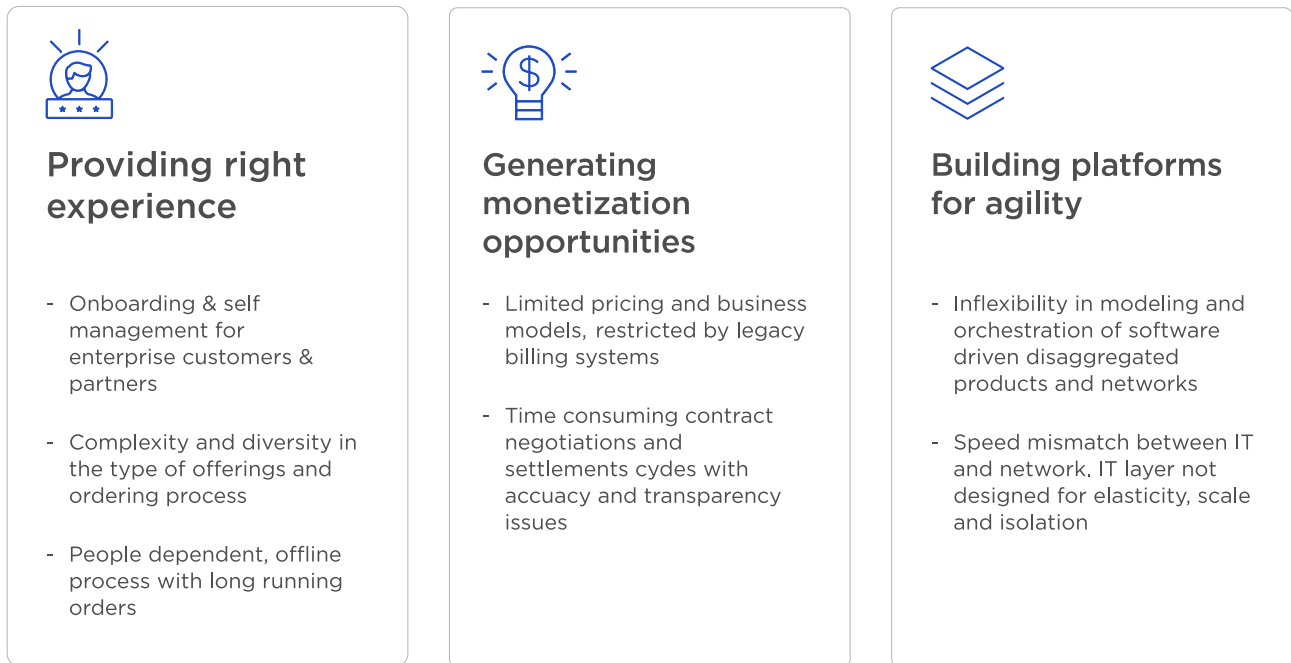 Providing right
experience
- Onboarding & self
management for
enterprise customers &
partners
- Complexity and diversity in
the type of offerings and
ordering process
- People dependent, offline
process with long running
orders
$
Generating
monetization
opportunities
- Limited pricing and business
models, restricted by legacy
billing systems
- Time consuming contract
negotiations and
settlements cydes with
accuacy and transparency
issues
Building platforms
for agility
- Inflexibility in modeling and
orchestration of software
driven disaggregated
products and networks
- Speed mismatch between IT
and network. IT layer not
designed for elasticity, scale
and isolation